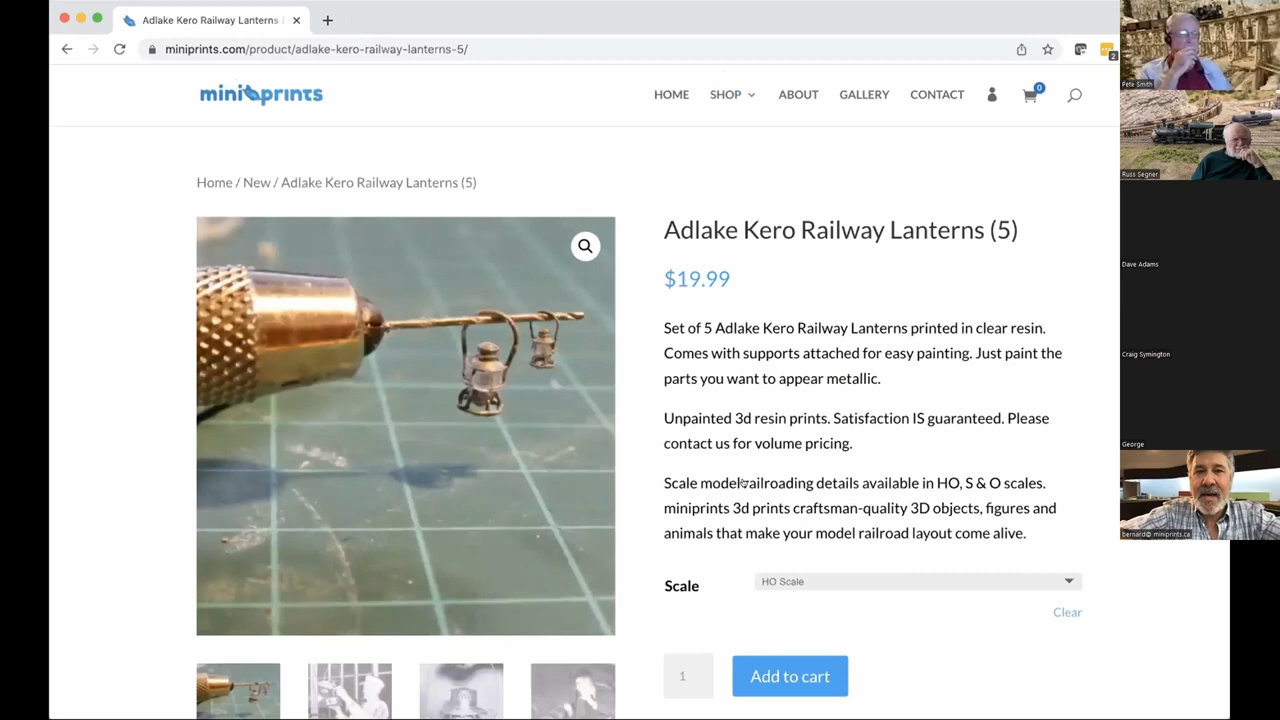 Adlake Kero Railway Lanterns (
miniprints.com/product/adlake-kero-railway-lanterns-5/
2
miniprints
HOME SHOP ABOUT GALLERY CONTACT 0
Home / New / Adlake Kero Railway Lanterns (5)
Adlake Kero Railway Lanterns (5)
$19.99
Set of 5 Adlake Kero Railway Lanterns printed in clear resin.
Comes with supports attached for easy painting. Just paint the
parts you want to appear metallic.
Unpainted 3d resin prints. Satisfaction IS guaranteed. Please
contact us for volume pricing.
Scale model railroading details available in HO, S & O scales.
miniprints 3d prints craftsman-quality 3D objects, figures and
animals that make your model railroad layout come alive.
Scale HO Scale
Clear
1 Add to cart
Pete Smith
Russ Segner
Dave Adams
Craig Symington
George
bernard@ miniprints.ca